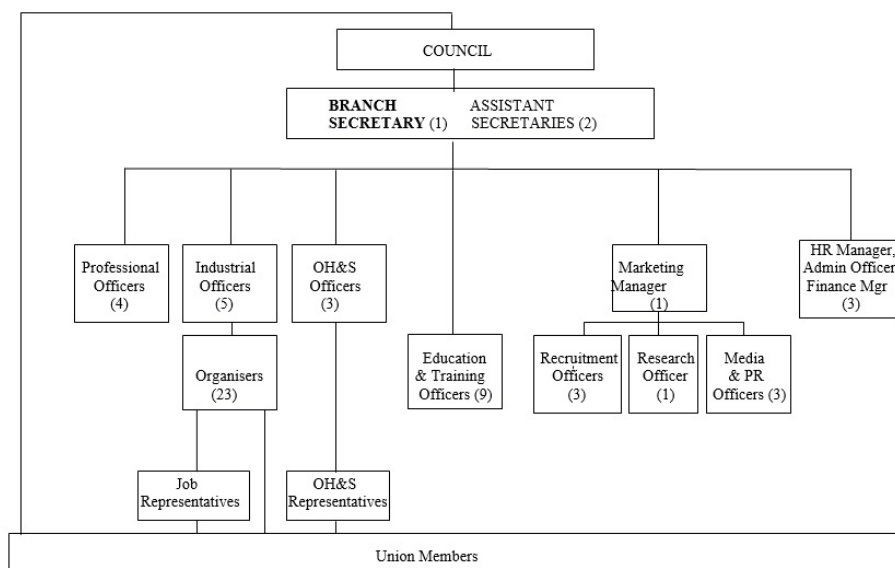 COUNCIL
BRANCH SECRETARY (1)
ASSISTANT SECRETARIES (2)
Professional
Officers
(4)
Industrial
Officers
(5)
OH&S
Officers
(3)
Marketing
Manager
(1)
HR Manager,
Admin Officer
Finance Mgr
(3)
Organisers
(23)
Education
& Training
Officers (9)
Recruitment
Officers
(3)
Research
Officer
(1)
Media
& PR
Officers (3)
Job
Representatives
OH&S
Representatives
Union Members